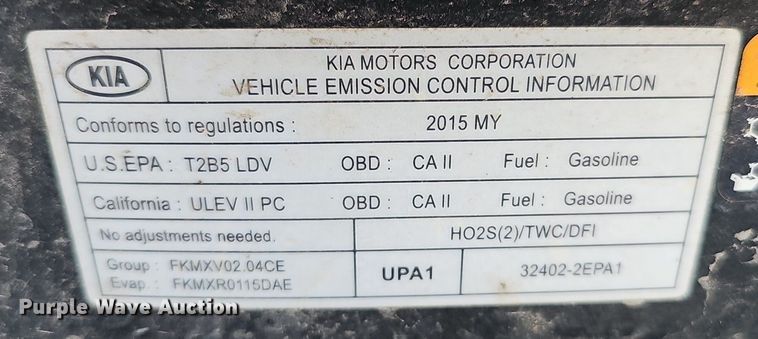 KIA
KIA MOTORS CORPORATION
VEHICLE EMISSION CONTROL INFORMATION
Conforms to regulations : 2015 MY
U.S.EPA : T2B5 LDV OBD : CA II Fuel : Gasoline
California : ULEV II PC OBD : CA II Fuel : Gasoline
No adjustments needed. HO2S(2)/TWC/DFI
Group : FKMXV02.04CE
Evap. : FKMXR0115DAE
UPA1 32402-2EPA1
Purple Wave Auction